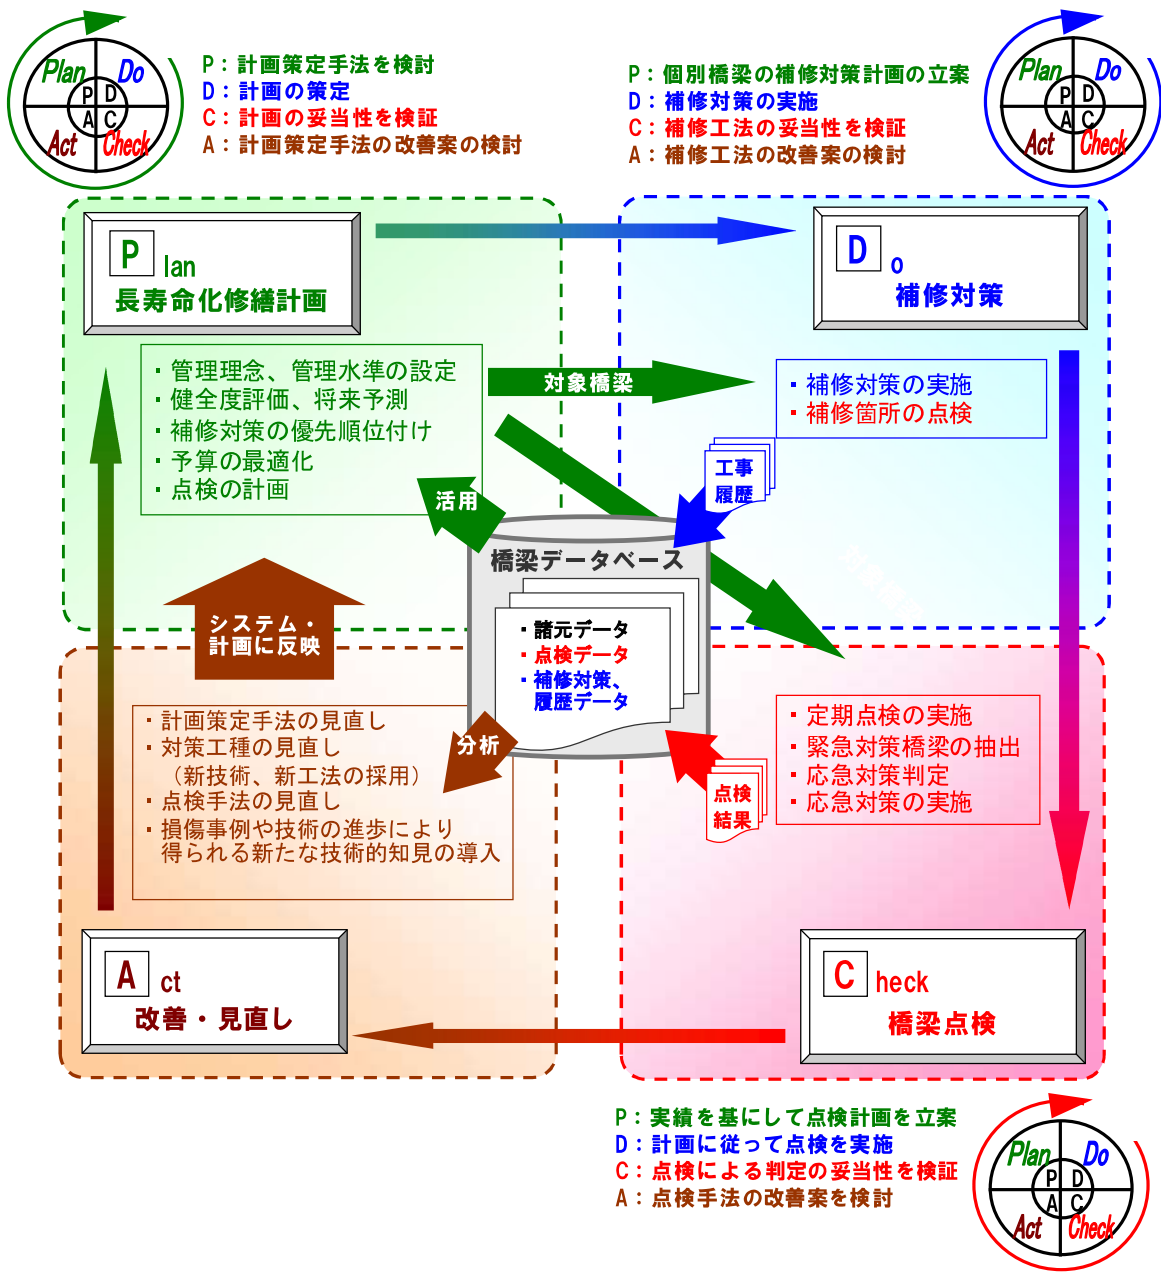 Plan
Do
P
D
A
C
Act
Check
P：計画策定手法を検討
D：計画の策定
C：計画の妥当性を検証
A：計画策定手法の改善案の検討
P：個別橋梁の補修対策計画の立案
D：補修対策の実施
C：補修工法の妥当性を検証
A：補修工法の改善案の検討
Plan
Do
P
D
A
C
Act
Check
Plan
長寿命化修繕計画
Do
補修対策
・管理理念、管理水準の設定
・健全度評価、将来予測
・補修対策の優先順位付け
・予算の最適化
・点検の計画
対象橋梁
・補修対策の実施
・補修箇所の点検
工事
履歴
活用
橋梁データベース
・諸元データ
・点検データ
・補修対策、
履歴データ
システム・
計画に反映
分析
・計画策定手法の見直し
・対策工種の見直し
（新技術、新工法の採用）
・点検手法の見直し
・損傷事例や技術の進歩により
得られる新たな技術的知見の導入
点検
結果
・定期点検の実施
・緊急対策橋梁の抽出
・応急対策判定
・応急対策の実施
Act
改善・見直し
Check
橋梁点検
P：実績を基にして点検計画を立案
D：計画に従って点検を実施
C：点検による判定の妥当性を検証
A：点検手法の改善案を検討
Plan
Do
P
D
A
C
Act
Check